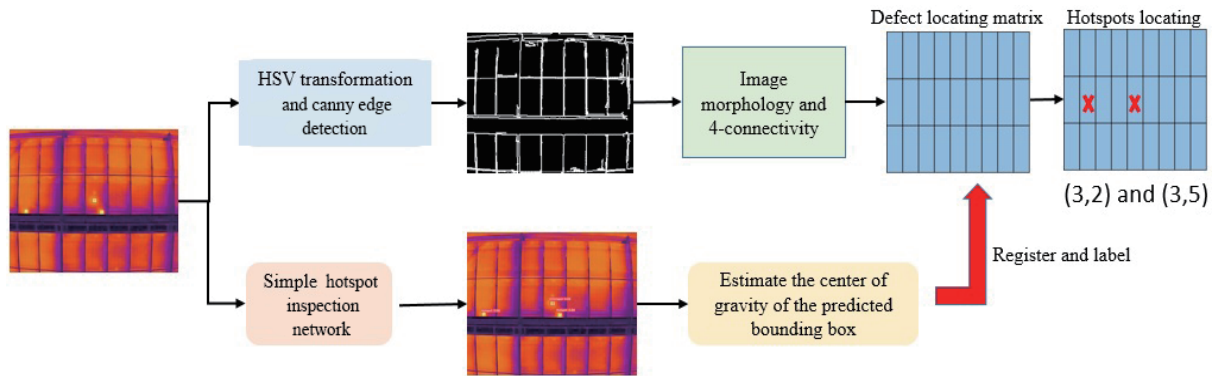 Defect locating matrix
Hotspots locating
HSV transformation
and canny edge
detection
Image
morphology and
4-connectivity
X X
(3,2) and (3,5)
Register and label
Simple hotspot
inspection
network
Estimate the center of
gravity of the predicted
bounding box